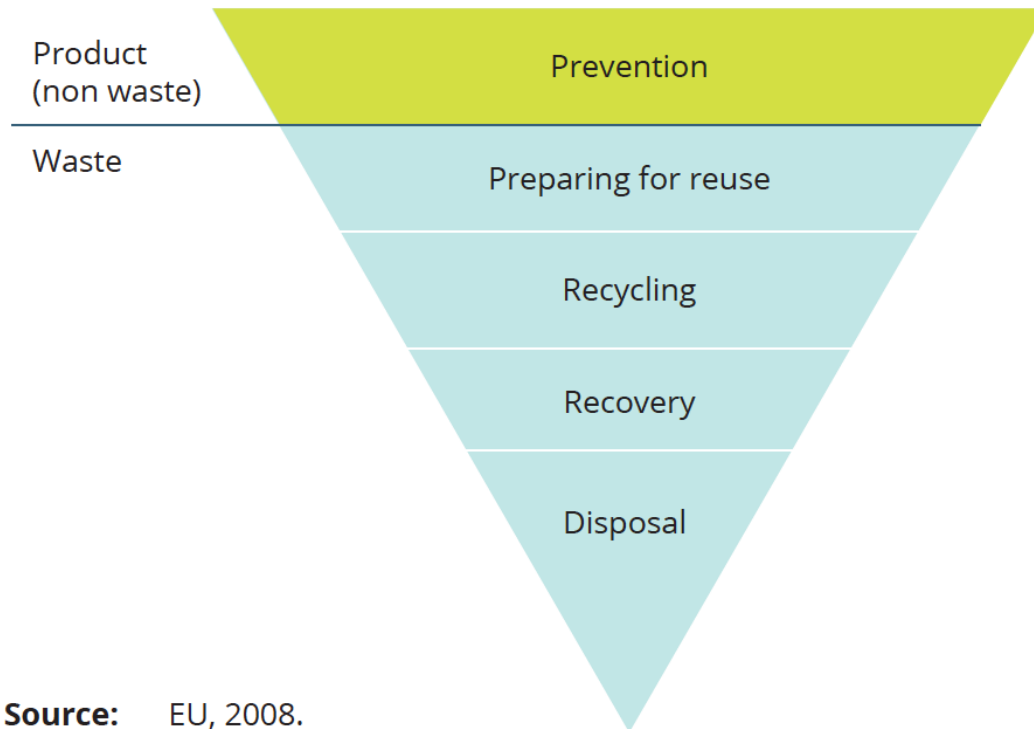 Product
(non waste)
Prevention
Waste
Preparing for reuse
Recycling
Recovery
Disposal
Source: EU, 2008.